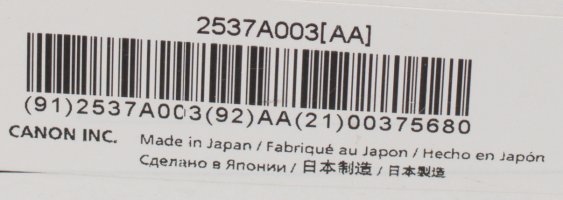 2537A003[AA]
(91)2537A003(92)AA(21)00375680
CANON INC. Made in Japan / Fabriqué au Japon / Hecho en Japón
Сделано в Японии / 日本制造 / 日本製造